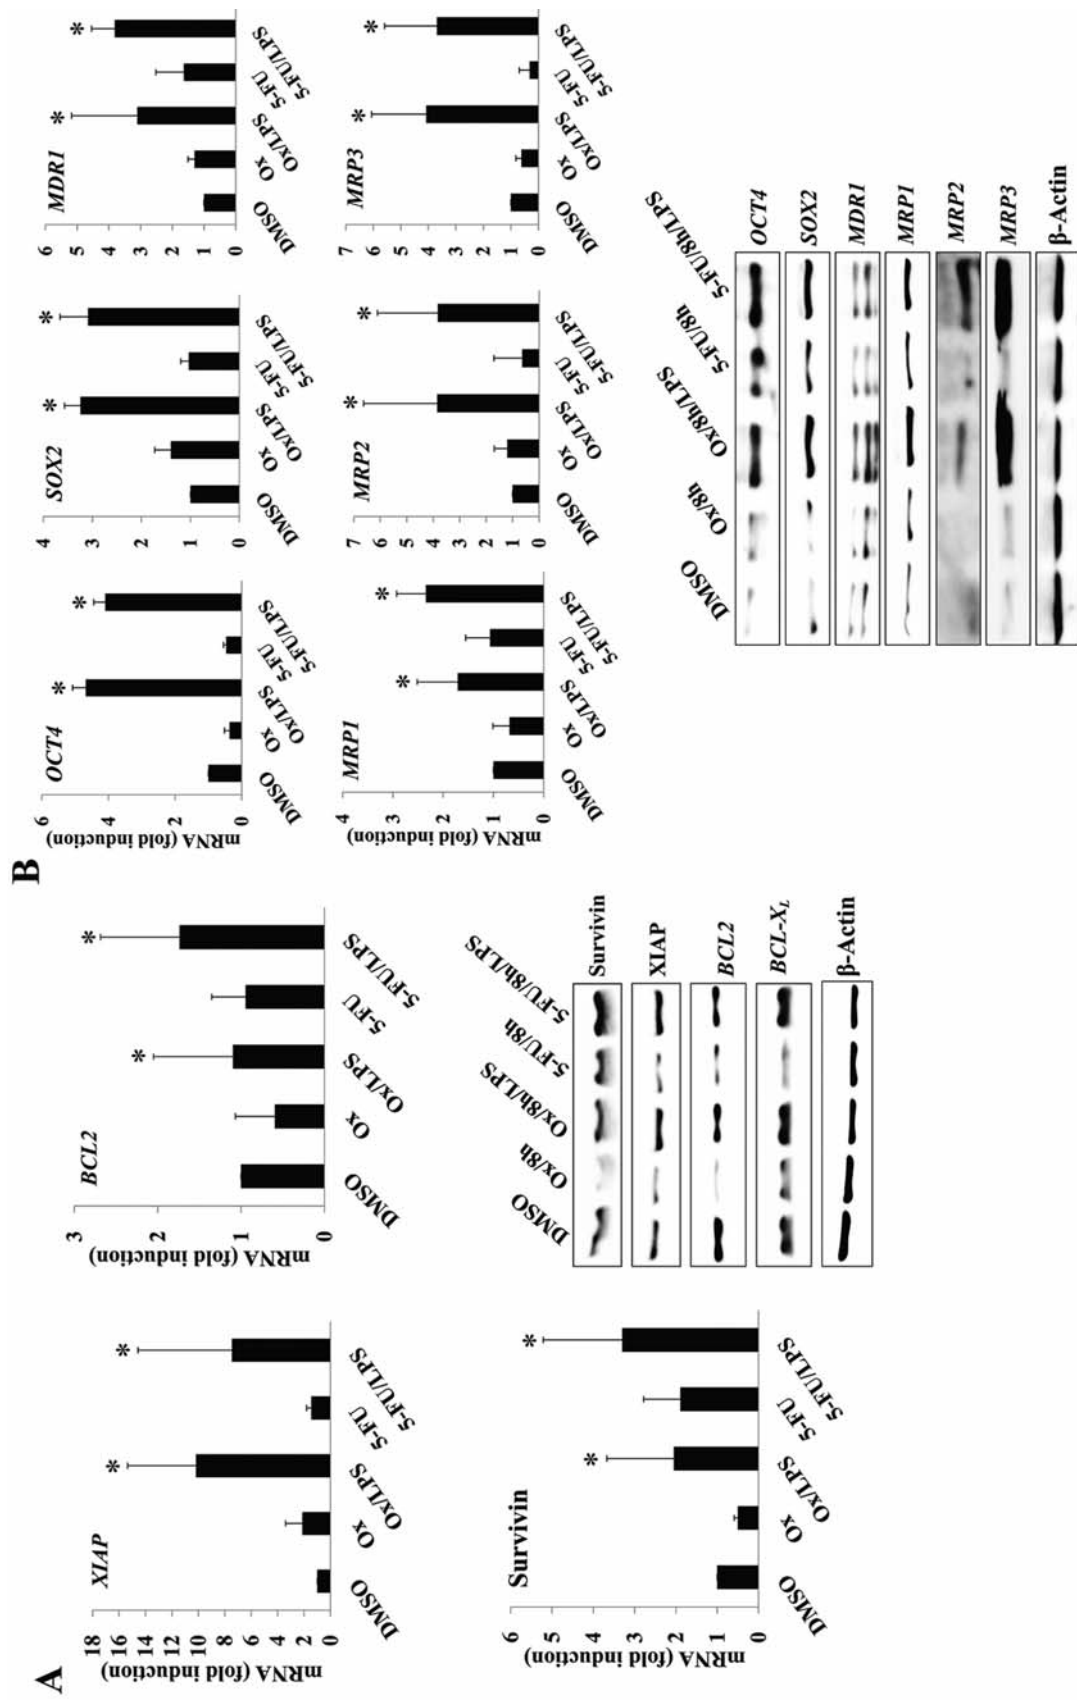 A
XIAP
mRNA (fold induction)
18
16
14
12
10
8
6
4
2
0
DMSO
Ox
Ox/LPS
5-FU
5-FU/LPS
BCL2
mRNA (fold induction)
3
2
1
0
DMSO
Ox
Ox/LPS
5-FU
5-FU/LPS
Survivin
mRNA (fold induction)
6
5
4
3
2
1
0
DMSO
Ox
Ox/LPS
5-FU
5-FU/LPS
DMSO
Ox/8h
Ox/8h/LPS
5-FU/8h
5-FU/8h/LPS
Survivin
XIAP
BCL2
BCL-XL
β-Actin
B
OCT4
mRNA (fold induction)
6
4
2
0
DMSO
Ox
Ox/LPS
5-FU
5-FU/LPS
SOX2
4
3
2
1
0
DMSO
Ox
Ox/LPS
5-FU
5-FU/LPS
MDR1
6
5
4
3
2
1
0
DMSO
Ox
Ox/LPS
5-FU
5-FU/LPS
MRP1
mRNA (fold induction)
4
3
2
1
0
DMSO
Ox
Ox/LPS
5-FU
5-FU/LPS
MRP2
7
6
5
4
3
2
1
0
DMSO
Ox
Ox/LPS
5-FU
5-FU/LPS
MRP3
7
6
5
4
3
2
1
0
DMSO
Ox
Ox/LPS
5-FU
5-FU/LPS
DMSO
Ox/8h
Ox/8h/LPS
5-FU/8h
5-FU/8h/LPS
OCT4
SOX2
MDR1
MRP1
MRP2
MRP3
β-Actin